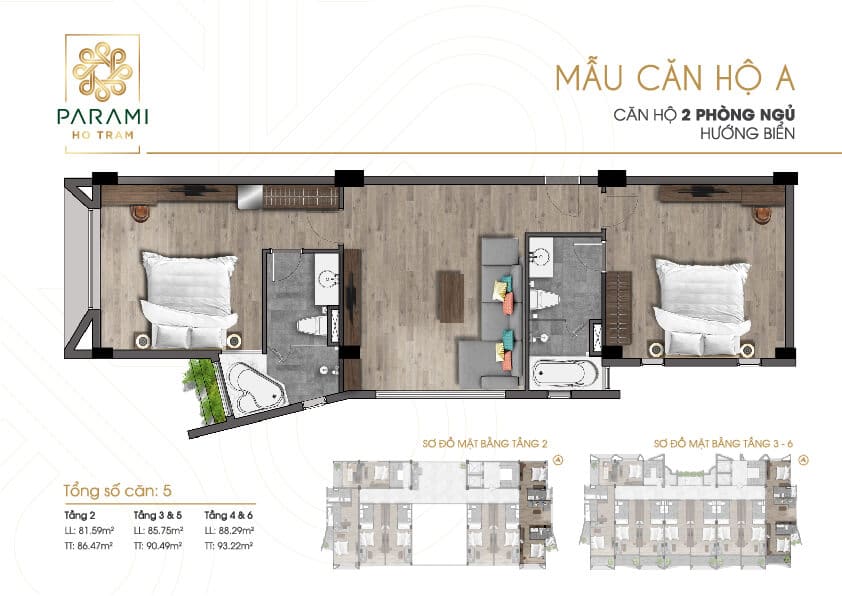 PARAMI
HO TRAM
MẪU CĂN HỘ A
CĂN HỘ 2 PHÒNG NGỦ
HƯỚNG BIỂN
SƠ ĐỒ MẶT BẰNG TẦNG 2
A
SƠ ĐỒ MẶT BẰNG TẦNG 3 - 6
A
Tổng số căn: 5
Tầng 2 Tầng 3 & 5 Tầng 4 & 6
LL: 81.59m² LL: 85.75m² LL: 88.29m²
TT: 86.47m² TT: 90.49m² TT: 93.22m²